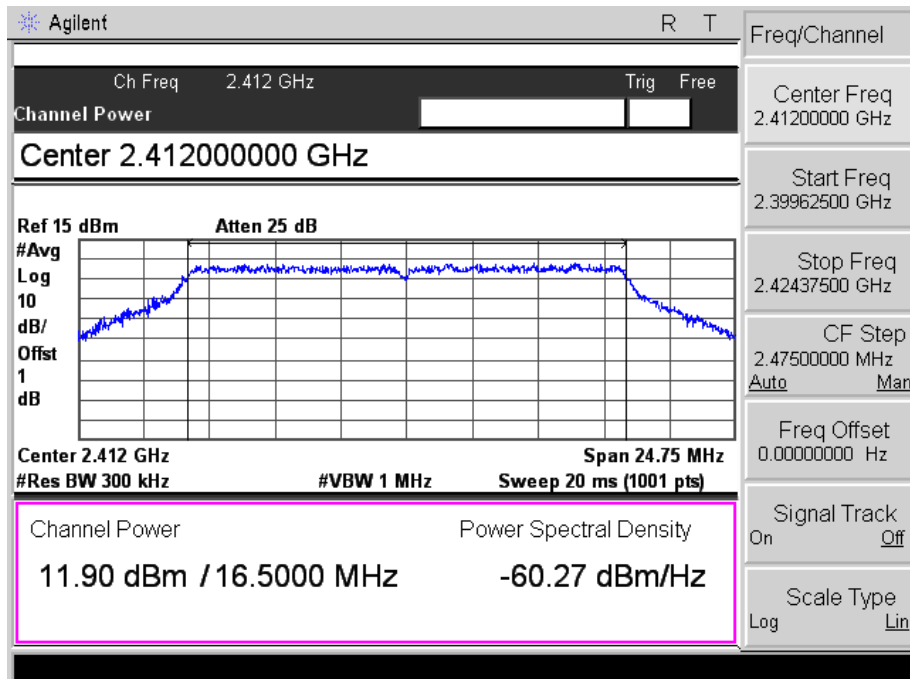 Agilent R T
Ch Freq 2.412 GHz Trig Free
Channel Power
Center 2.412000000 GHz
Ref 15 dBm Atten 25 dB
#Avg
Log
10
dB/
Offst
1
dB
Center 2.412 GHz Span 24.75 MHz
#Res BW 300 kHz #VBW 1 MHz Sweep 20 ms (1001 pts)
Channel Power Power Spectral Density
11.90 dBm / 16.5000 MHz -60.27 dBm/Hz
Freq/Channel
Center Freq
2.41200000 GHz
Start Freq
2.39962500 GHz
Stop Freq
2.42437500 GHz
CF Step
2.47500000 MHz
Auto Man
Freq Offset
0.00000000 Hz
Signal Track
On Off
Scale Type
Log Lin